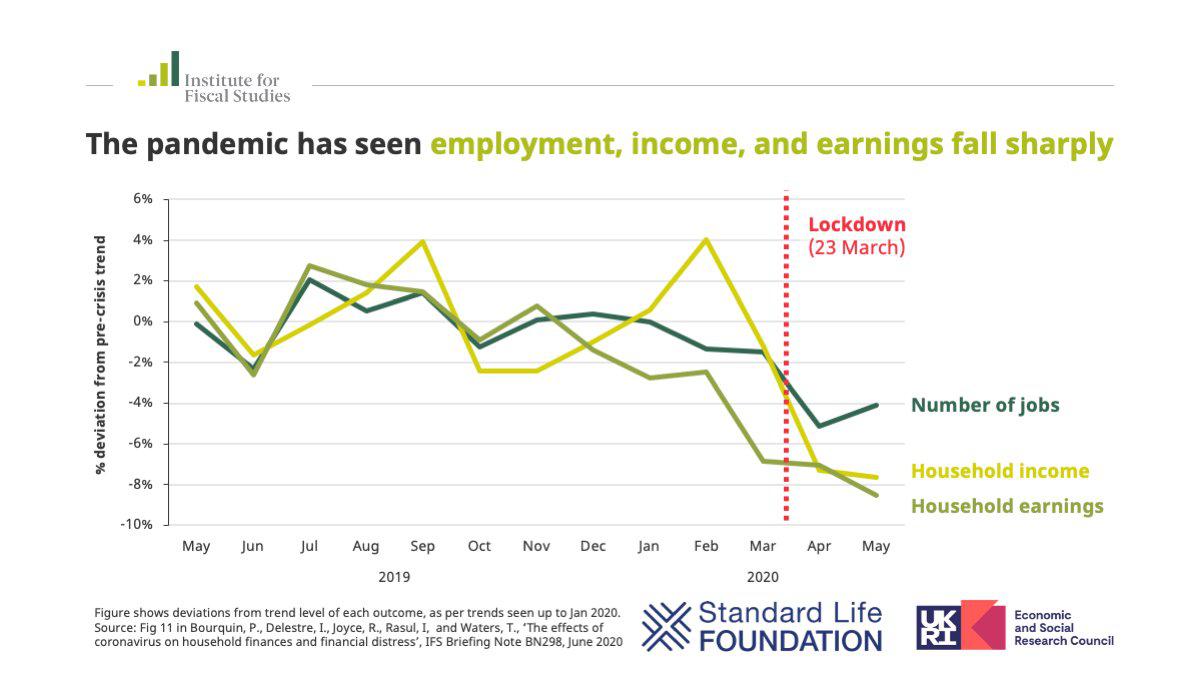 Institute for
Fiscal Studies
The pandemic has seen employment, income, and earnings fall sharply
% deviation from pre-crisis trend
6%
4%
2%
0%
-2%
-4%
-6%
-8%
-10%
Lockdown
(23 March)
Number of jobs
Household income
Household earnings
May Jun Jul Aug Sep Oct Nov Dec Jan Feb Mar Apr May
2019 2020
Figure shows deviations from trend level of each outcome, as per trends seen up to Jan 2020.
Source: Fig 11 in Bourquin, P., Delestre, I., Joyce, R., Rasul, I, and Waters, T., ‘The effects of
coronavirus on household finances and financial distress’, IFS Briefing Note BN298, June 2020
Standard Life
FOUNDATION
UK
RI
Economic
and Social
Research Council